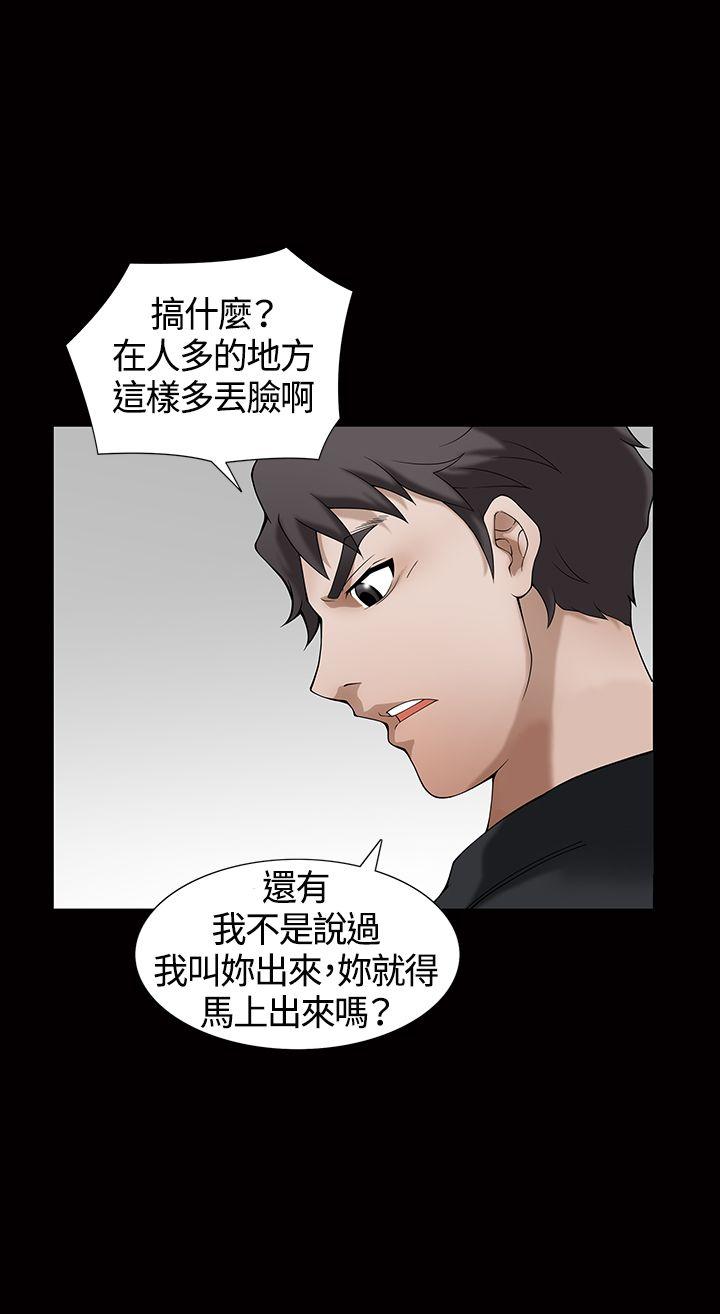 搞什麼？
在人多的地方
這樣多丟臉啊
還有
我不是說過
我叫妳出來，妳就得
馬上出來嗎？